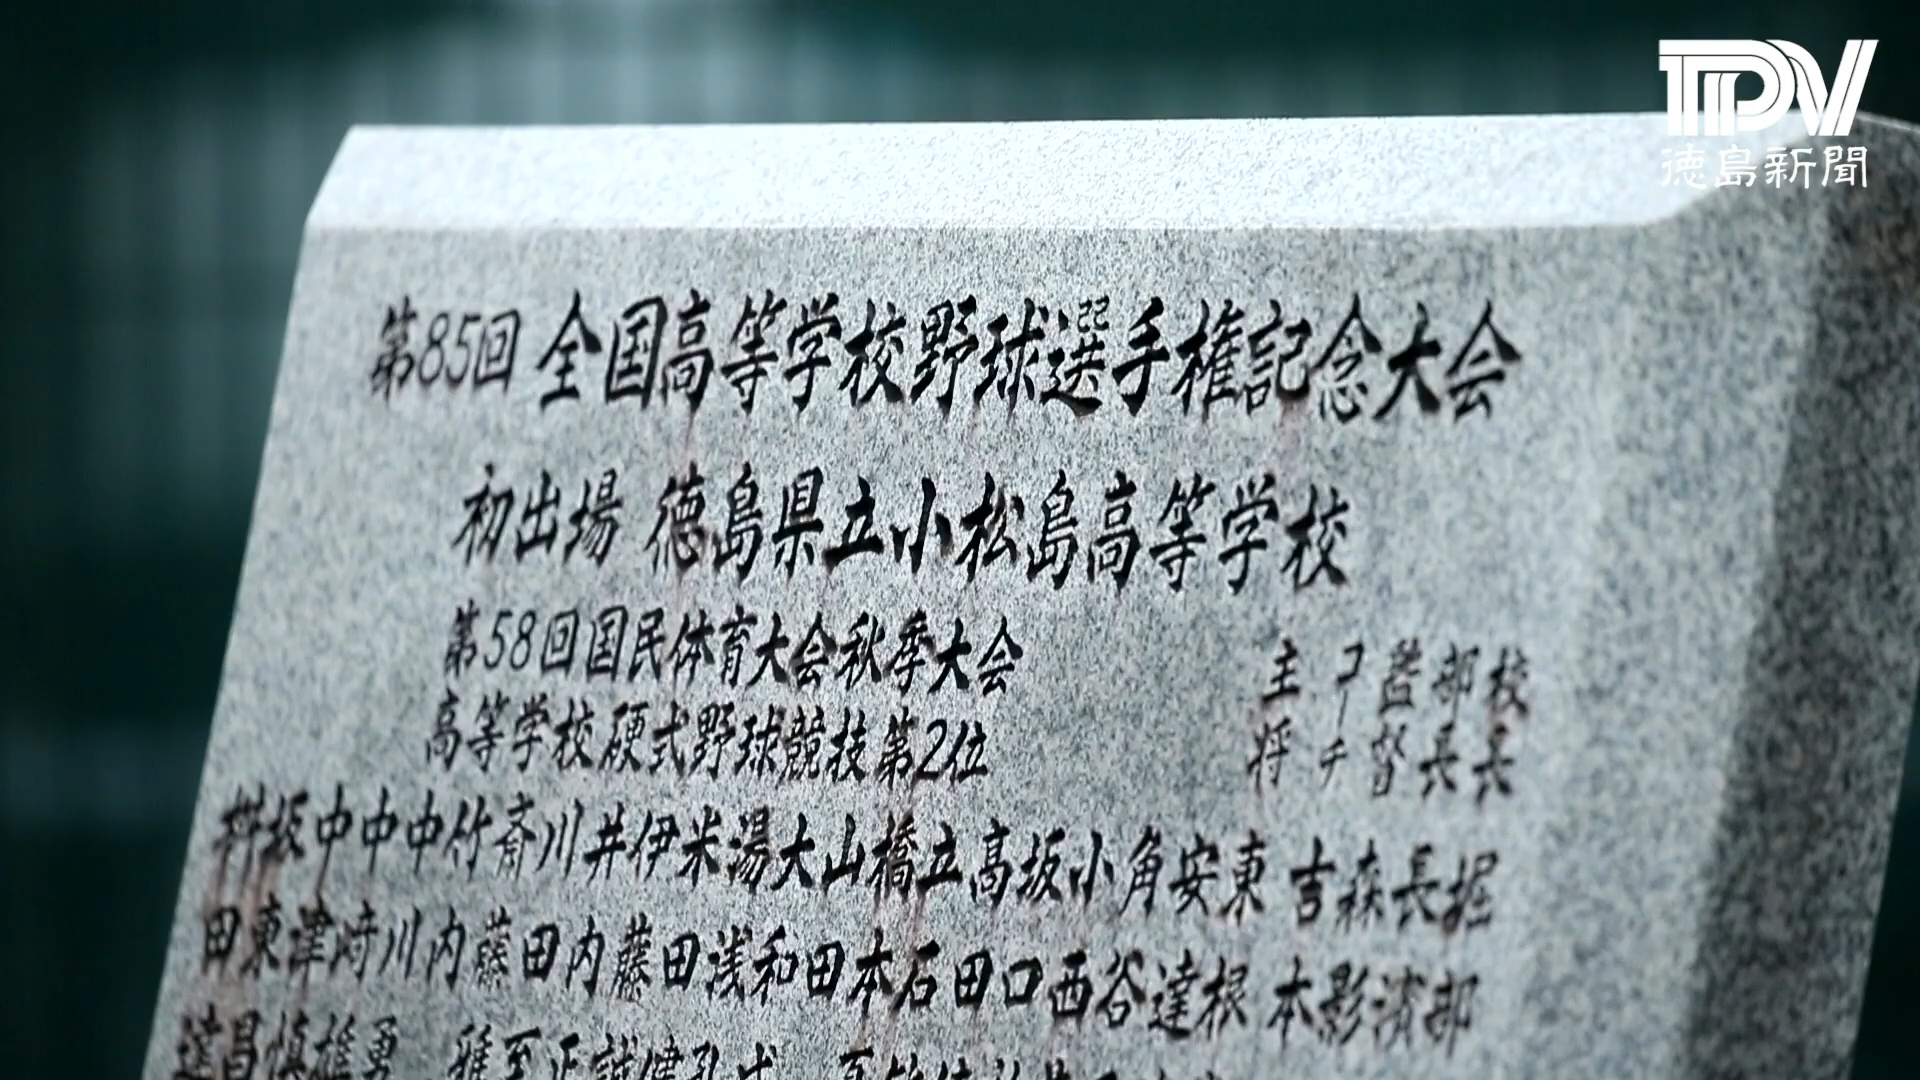 TPV
徳島新聞
第85回 全国高等学校野球選手権記念大会
初出場 徳島県立小松島高等学校
第58回国民体育大会秋季大会
高等学校硬式野球競技第2位
校長
部長
監督
コーチ
主将
堀部
長濱
森影
吉本
東根
安達
角谷
小西
坂口
高田
立石
橋本
山田
大和
湯浅
米田
伊藤
井内
川田
斎藤
竹内
中川
中﨑
中津
坂東
桝田